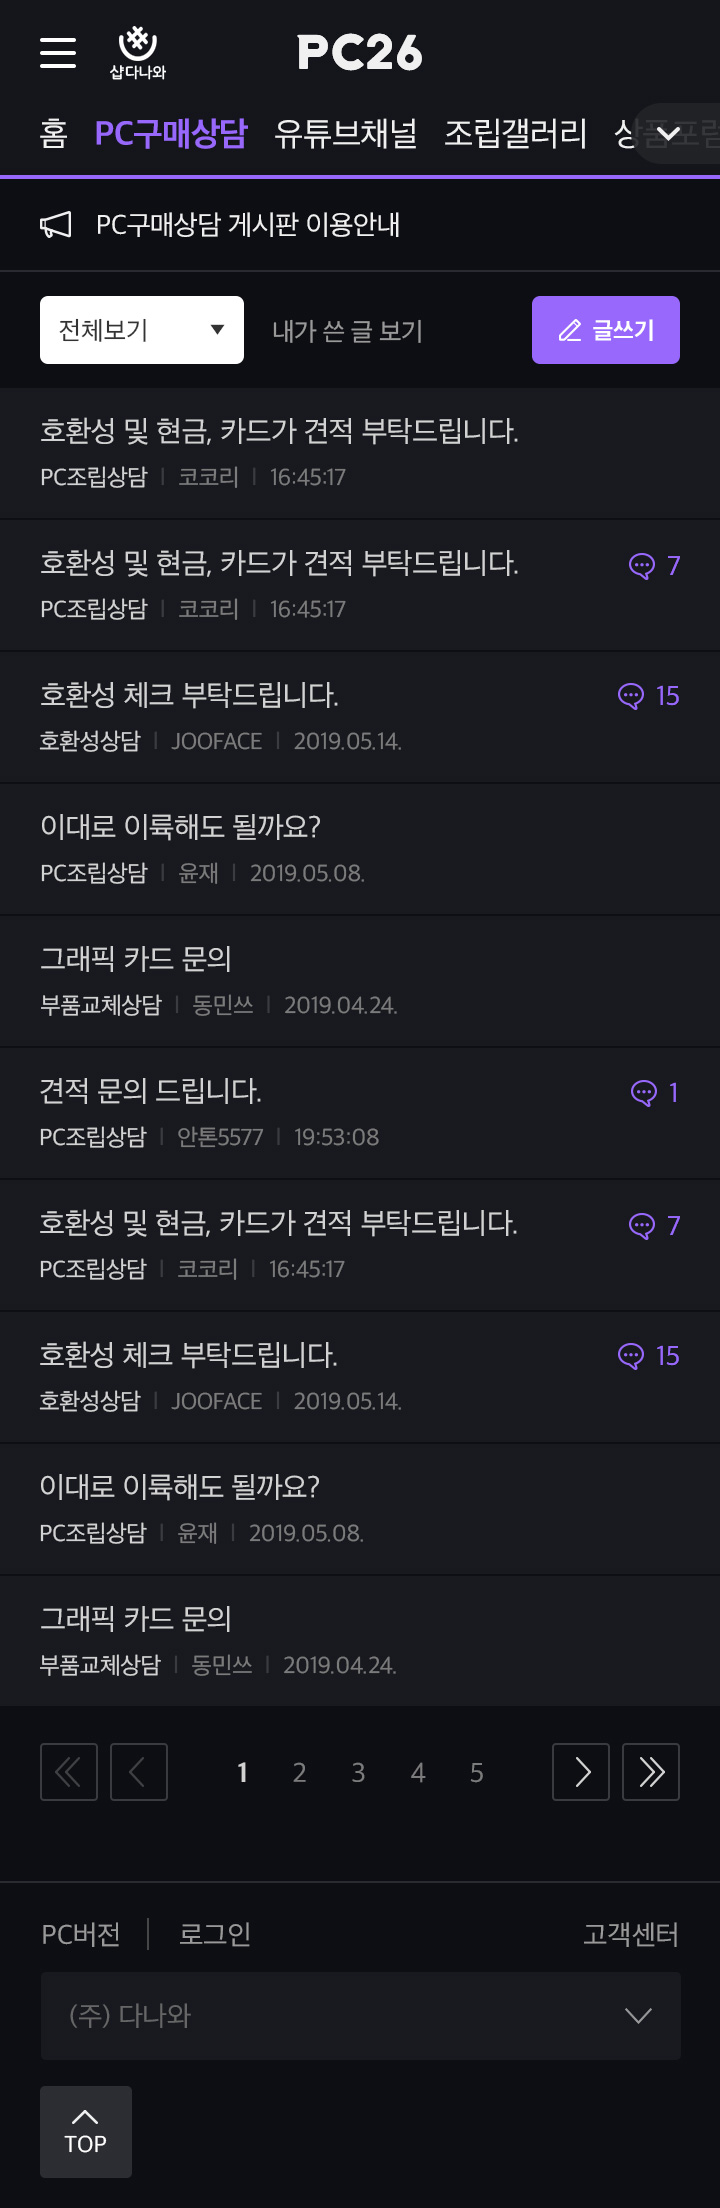 샵다나와
PC26
홈 PC구매상담 유튜브채널 조립갤러리 상품포럼
PC구매상담 게시판 이용안내
전체보기 ▼ 내가 쓴 글 보기 글쓰기
호환성 및 현금, 카드가 견적 부탁드립니다.
PC조립상담 | 코코리 | 16:45:17
호환성 및 현금, 카드가 견적 부탁드립니다. 7
PC조립상담 | 코코리 | 16:45:17
호환성 체크 부탁드립니다. 15
호환성상담 | JOOFACE | 2019.05.14.
이대로 이륙해도 될까요?
PC조립상담 | 윤재 | 2019.05.08.
그래픽 카드 문의
부품교체상담 | 동민쓰 | 2019.04.24.
견적 문의 드립니다. 1
PC조립상담 | 안톤5577 | 19:53:08
호환성 및 현금, 카드가 견적 부탁드립니다. 7
PC조립상담 | 코코리 | 16:45:17
호환성 체크 부탁드립니다. 15
호환성상담 | JOOFACE | 2019.05.14.
이대로 이륙해도 될까요?
PC조립상담 | 윤재 | 2019.05.08.
그래픽 카드 문의
부품교체상담 | 동민쓰 | 2019.04.24.
1 2 3 4 5
PC버전 | 로그인 고객센터
(주) 다나와
TOP